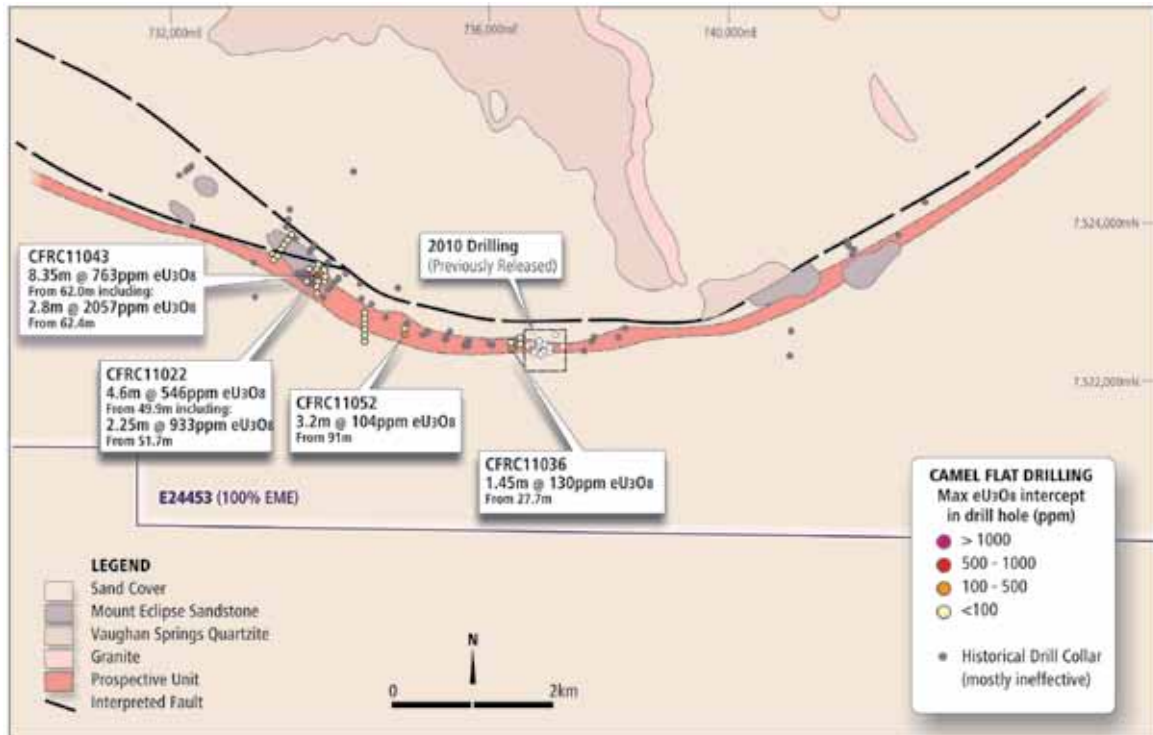 732,000mE
736,000mE
740,000mE
7,524,000mN
7,522,000mN
CFRC11043
8.35m @ 763ppm eU3O8
From 62.0m including:
2.8m @ 2057ppm eU3O8
From 62.4m
2010 Drilling
(Previously Released)
CFRC11022
4.6m @ 546ppm eU3O8
From 49.9m including:
2.25m @ 933ppm eU3O8
From 51.7m
CFRC11052
3.2m @ 104ppm eU3O8
From 91m
CFRC11036
1.45m @ 130ppm eU3O8
From 27.7m
E24453 (100% EME)
LEGEND
Sand Cover
Mount Eclipse Sandstone
Vaughan Springs Quartzite
Granite
Prospective Unit
Interpreted Fault
N
0 2km
CAMEL FLAT DRILLING
Max eU3O8 intercept
in drill hole (ppm)
> 1000
500 - 1000
100 - 500
<100
Historical Drill Collar
(mostly ineffective)